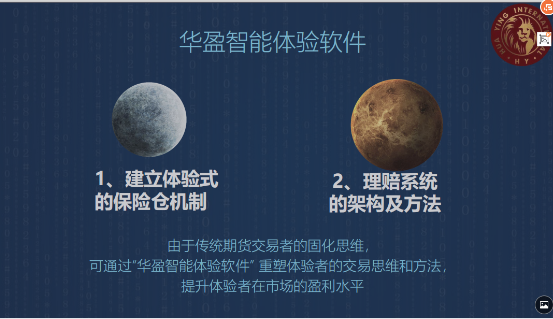 华盈智能体验软件
HUA YING INTERNATIONAL
HY
1、建立体验式
的保险仓机制
2、理赔系统
的架构及方法
由于传统期货交易者的固化思维，
可通过“华盈智能体验软件” 重塑体验者的交易思维和方法，
提升体验者在市场的盈利水平